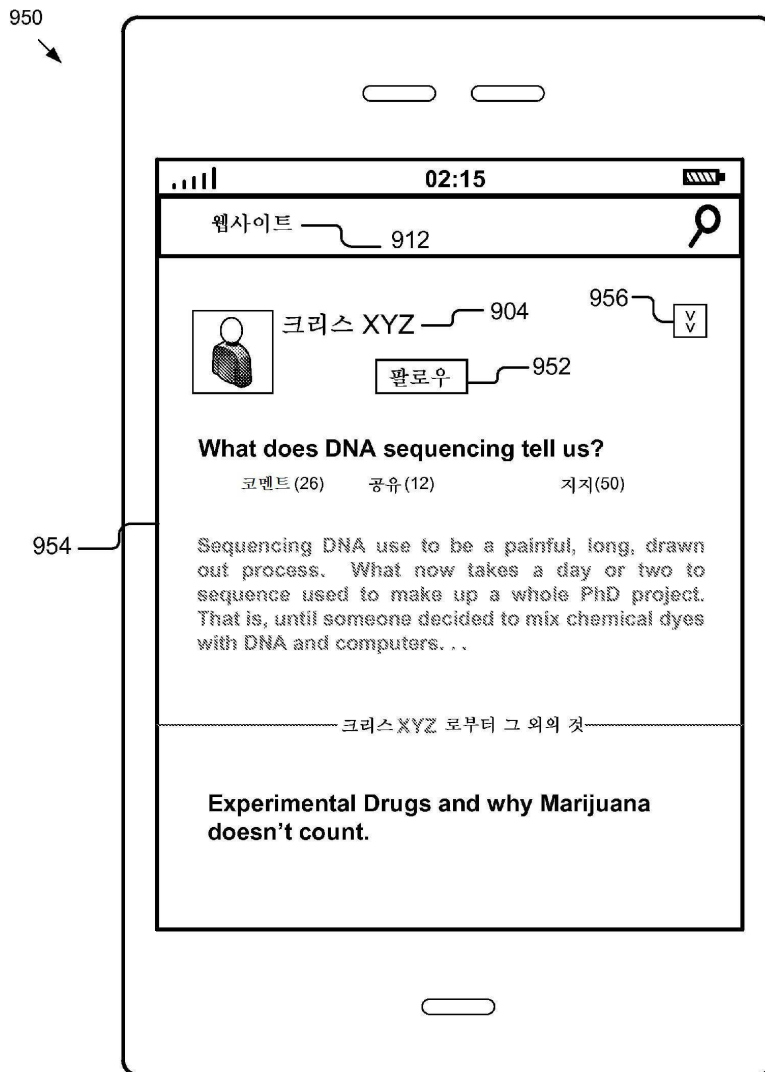 950
02:15
웹사이트 912
크리스 XYZ 904 956
팔로우 952
What does DNA sequencing tell us?
코멘트 (26) 공유 (12) 지지(50)
954
Sequencing DNA use to be a painful, long, drawn
out process. What now takes a day or two to
sequence used to make up a whole PhD project.
That is, until someone decided to mix chemical dyes
with DNA and computers. . .
크리스 XYZ 로부터 그 외의 것
Experimental Drugs and why Marijuana
doesn't count.